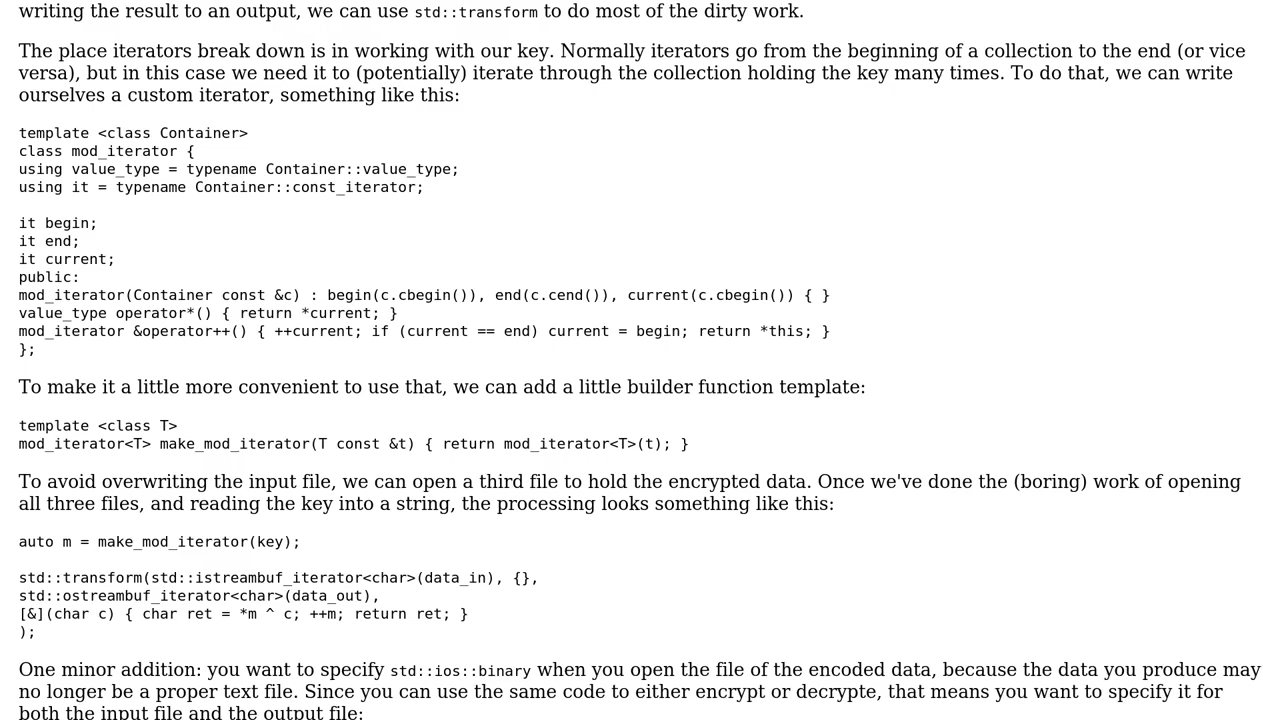 writing the result to an output, we can use std::transform to do most of the dirty work.
The place iterators break down is in working with our key. Normally iterators go from the beginning of a collection to the end (or vice
versa), but in this case we need it to (potentially) iterate through the collection holding the key many times. To do that, we can write
ourselves a custom iterator, something like this:
template <class Container>
class mod_iterator {
using value_type = typename Container::value_type;
using it = typename Container::const_iterator;
it begin;
it end;
it current;
public:
mod_iterator(Container const &c) : begin(c.cbegin()), end(c.cend()), current(c.cbegin()) { }
value_type operator*() { return *current; }
mod_iterator &operator++() { ++current; if (current == end) current = begin; return *this; }
};
To make it a little more convenient to use that, we can add a little builder function template:
template <class T>
mod_iterator<T> make_mod_iterator(T const &t) { return mod_iterator<T>(t); }
To avoid overwriting the input file, we can open a third file to hold the encrypted data. Once we've done the (boring) work of opening
all three files, and reading the key into a string, the processing looks something like this:
auto m = make_mod_iterator(key);
std::transform(std::istreambuf_iterator<char>(data_in), {},
std::ostreambuf_iterator<char>(data_out),
[&](char c) { char ret = *m ^ c; ++m; return ret; }
);
One minor addition: you want to specify std::ios::binary when you open the file of the encoded data, because the data you produce may
no longer be a proper text file. Since you can use the same code to either encrypt or decrypte, that means you want to specify it for
both the input file and the output file: